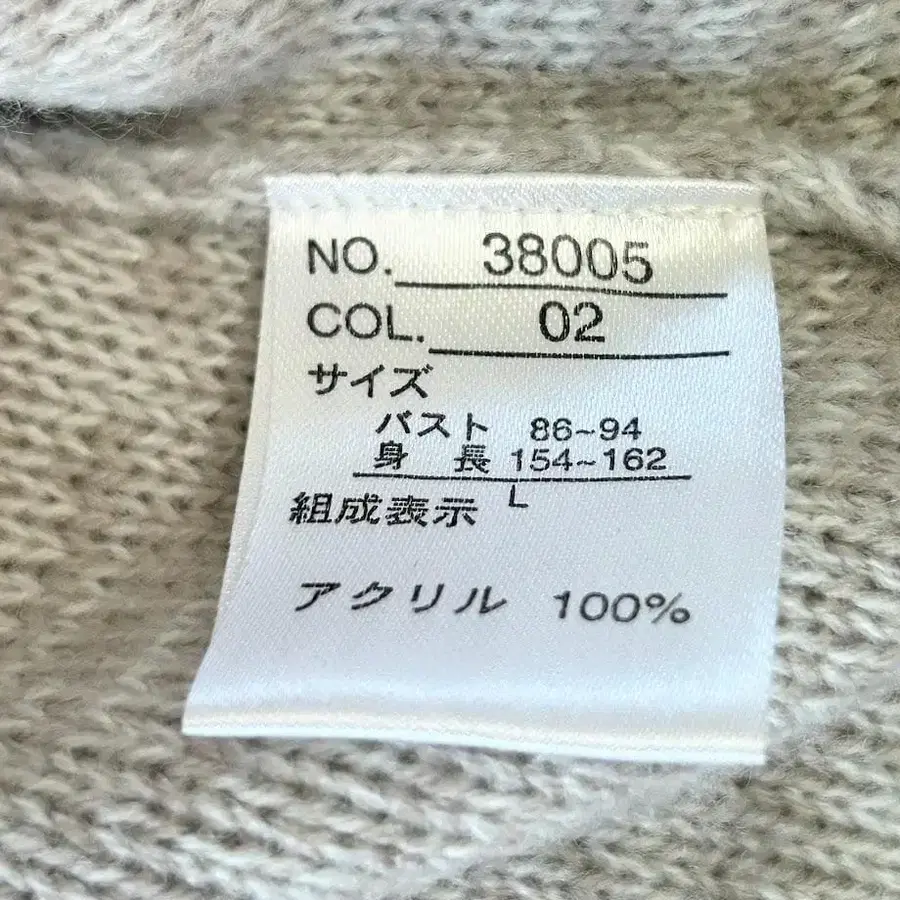 NO. 38005
COL. 02
サイズ
バスト 86~94
身 長 154~162
L
組成表示
アクリル 100%